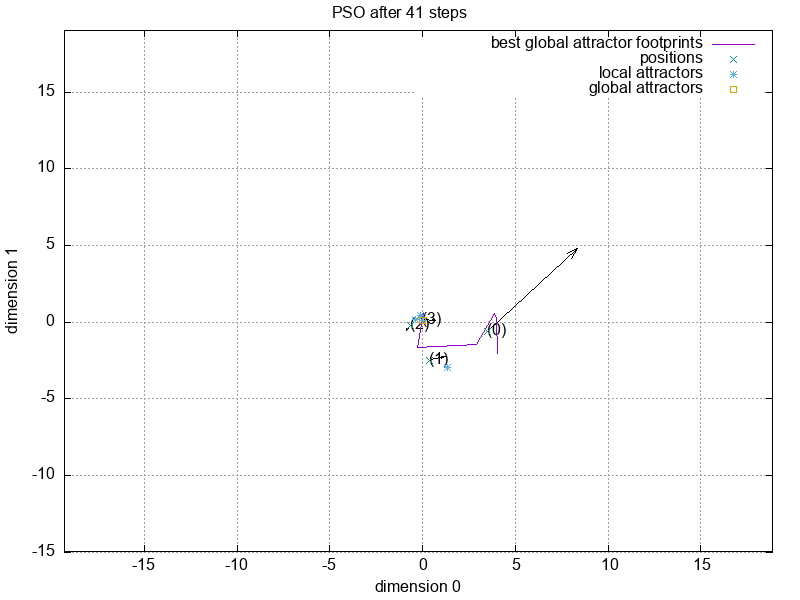 PSO after 41 steps
best global attractor footprints
positions
local attractors
global attractors
15
10
5
0
-5
-10
-15
dimension 1
(3)
(2)
(0)
(1)
-15
-10
-5
0
5
10
15
dimension 0